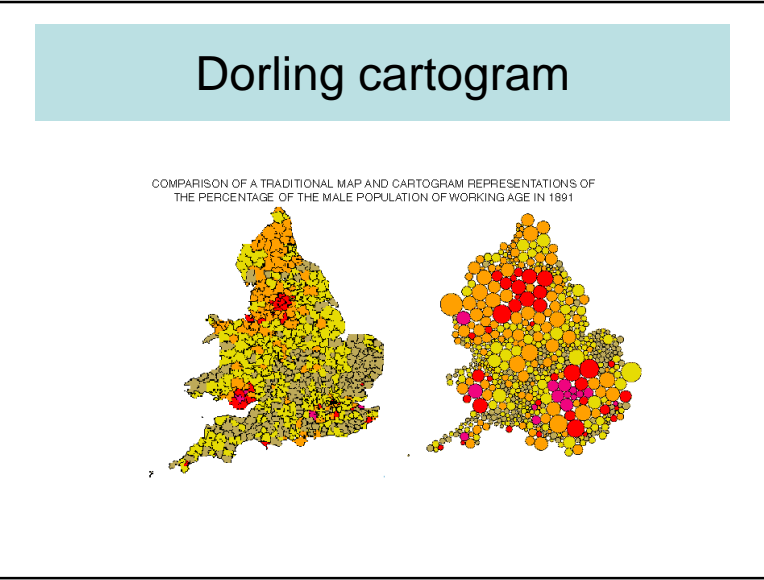 Dorling cartogram
COMPARISON OF A TRADITIONAL MAP AND CARTOGRAM REPRESENTATIONS OF
THE PERCENTAGE OF THE MALE POPULATION OF WORKING AGE IN 1891